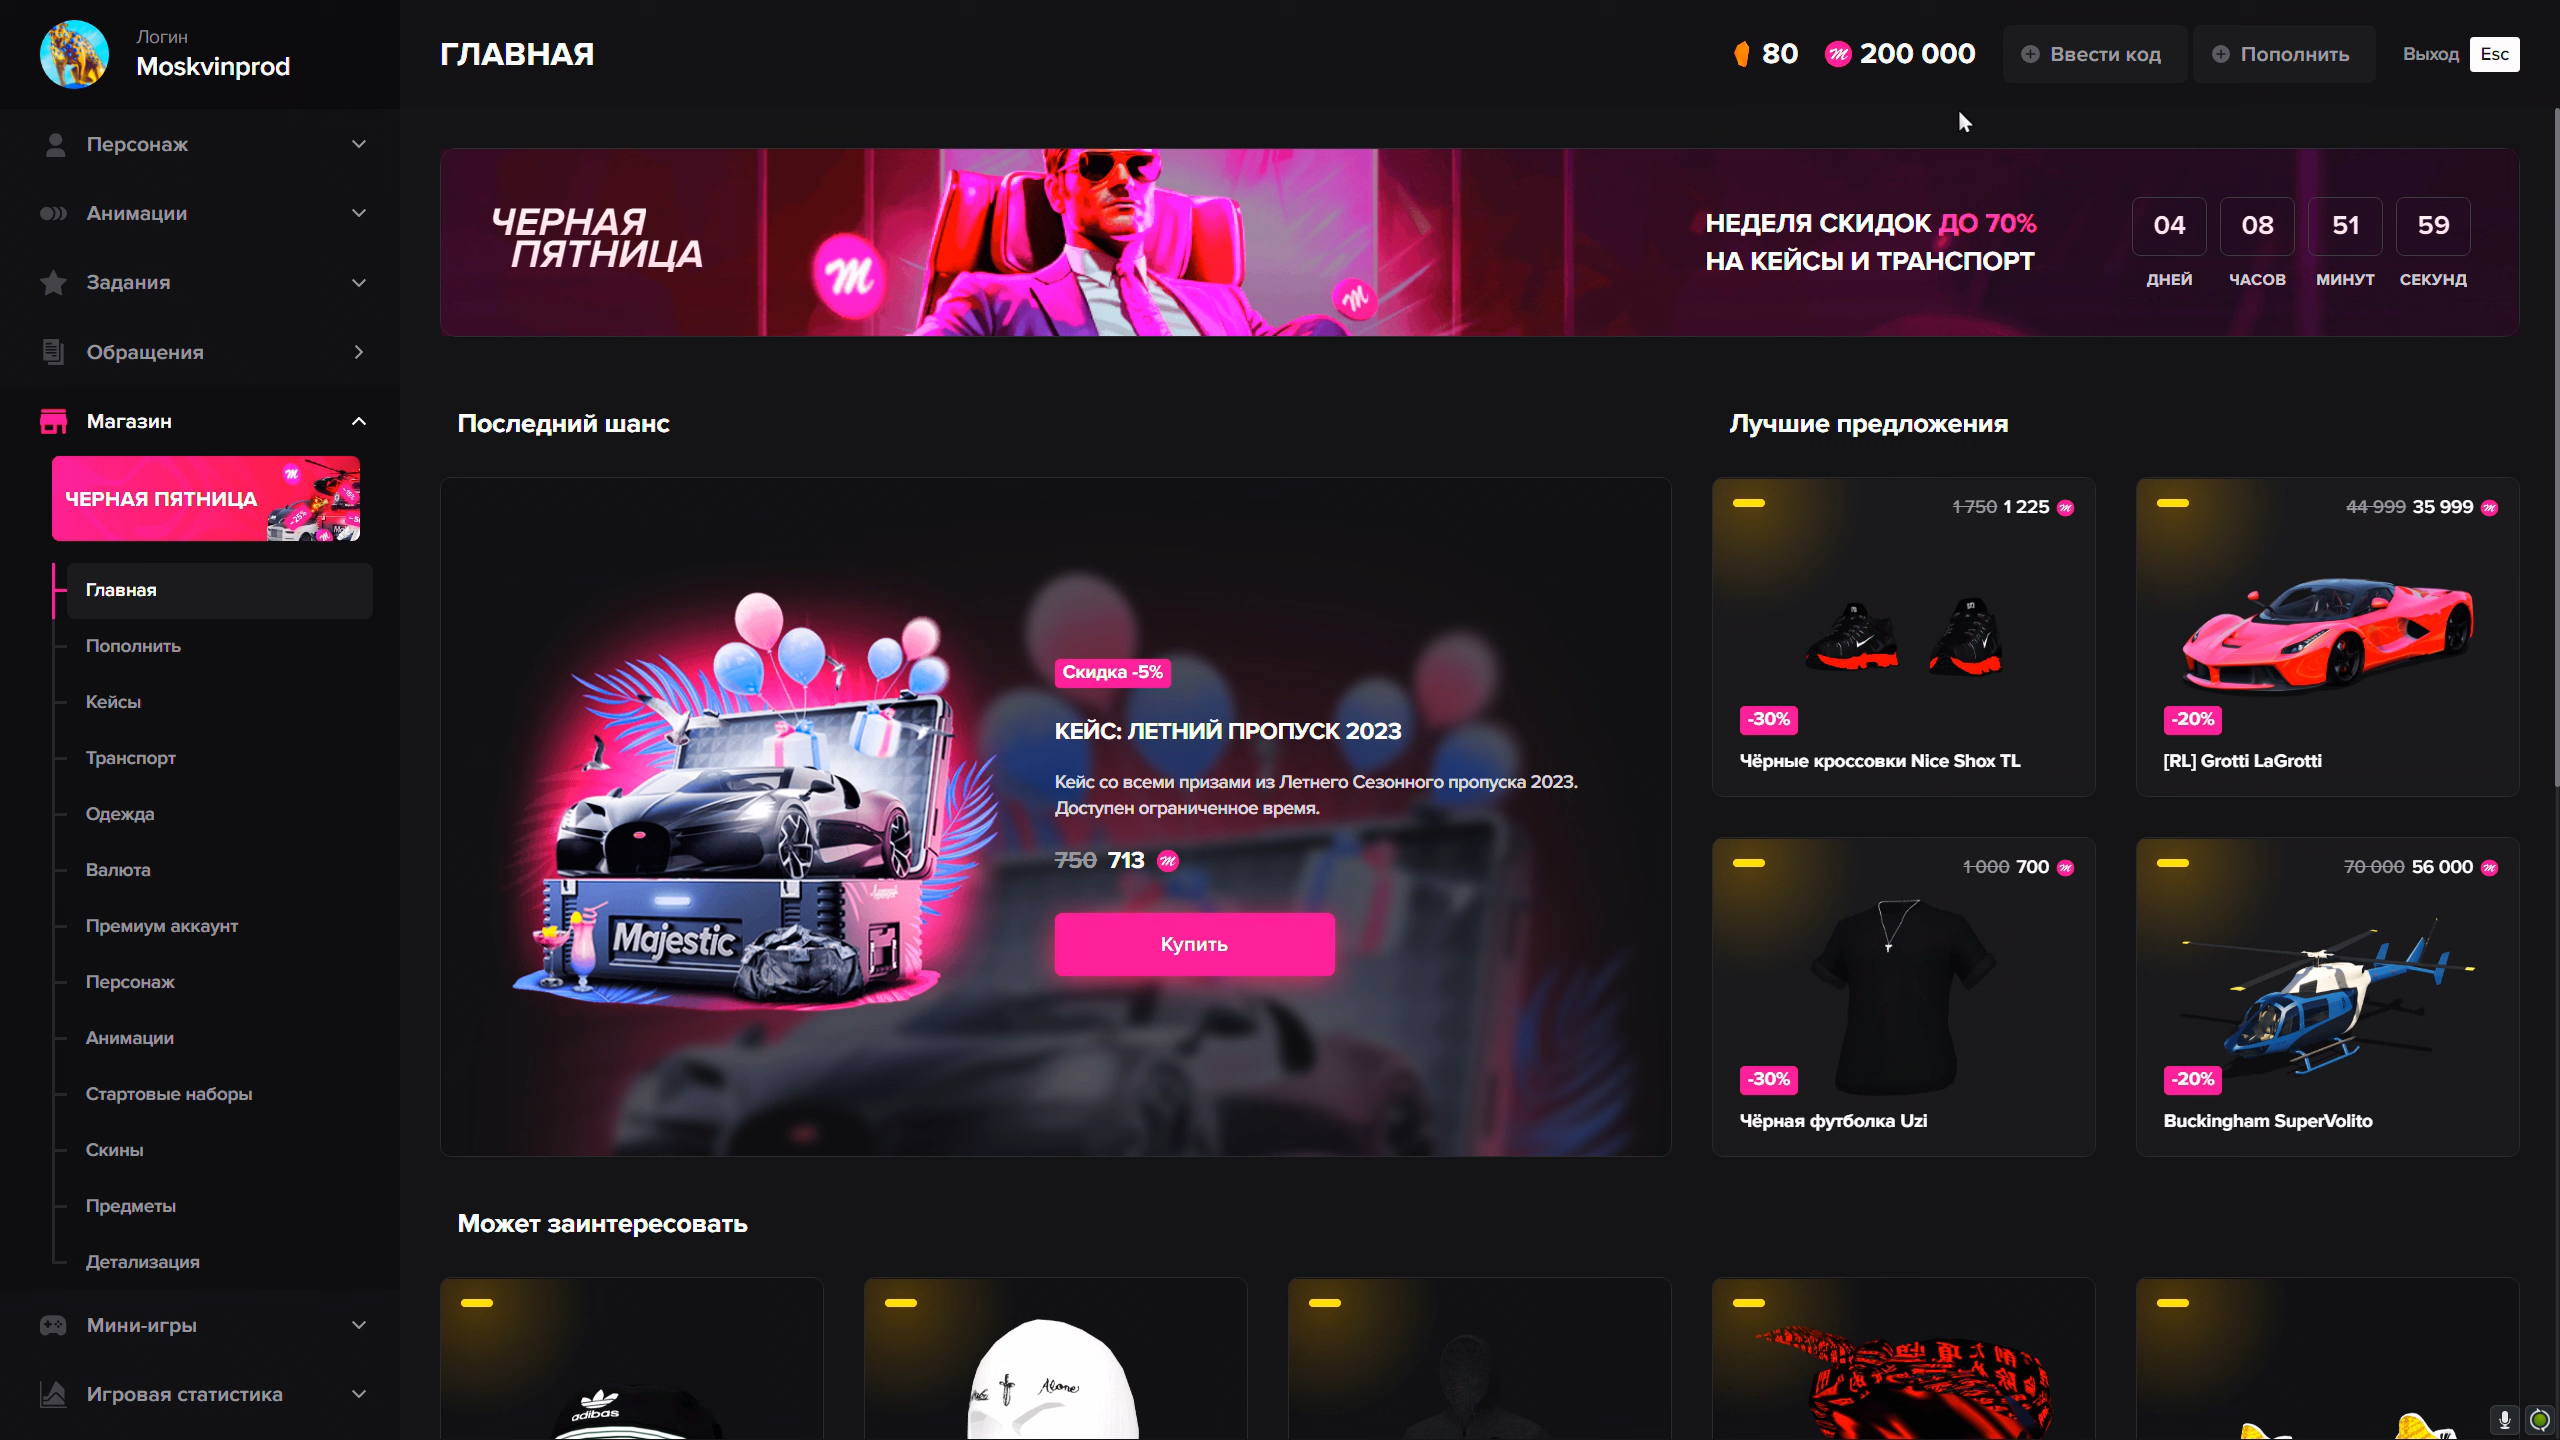 Логин
Moskvinprod
ГЛАВНАЯ
80
200 000
Ввести код
Пополнить
Выход
Esc
Персонаж
Анимации
Задания
Обращения
Магазин
ЧЕРНАЯ ПЯТНИЦА
Главная
Пополнить
Кейсы
Транспорт
Одежда
Валюта
Премиум аккаунт
Персонаж
Анимации
Стартовые наборы
Скины
Предметы
Детализация
Мини-игры
Игровая статистика
ЧЕРНАЯ
ПЯТНИЦА
НЕДЕЛЯ СКИДОК ДО 70%
НА КЕЙСЫ И ТРАНСПОРТ
04 08 51 59
ДНЕЙ ЧАСОВ МИНУТ СЕКУНД
Последний шанс
Majestic
Скидка -5%
КЕЙС: ЛЕТНИЙ ПРОПУСК 2023
Кейс со всеми призами из Летнего Сезонного пропуска 2023.
Доступен ограниченное время.
750 713
Купить
Лучшие предложения
1 750 1 225
-30%
Чёрные кроссовки Nice Shox TL
44 999 35 999
-20%
[RL] Grotti LaGrotti
1 000 700
-30%
Чёрная футболка Uzi
70 000 56 000
-20%
Buckingham SuperVolito
Может заинтересовать
adidas
Alone